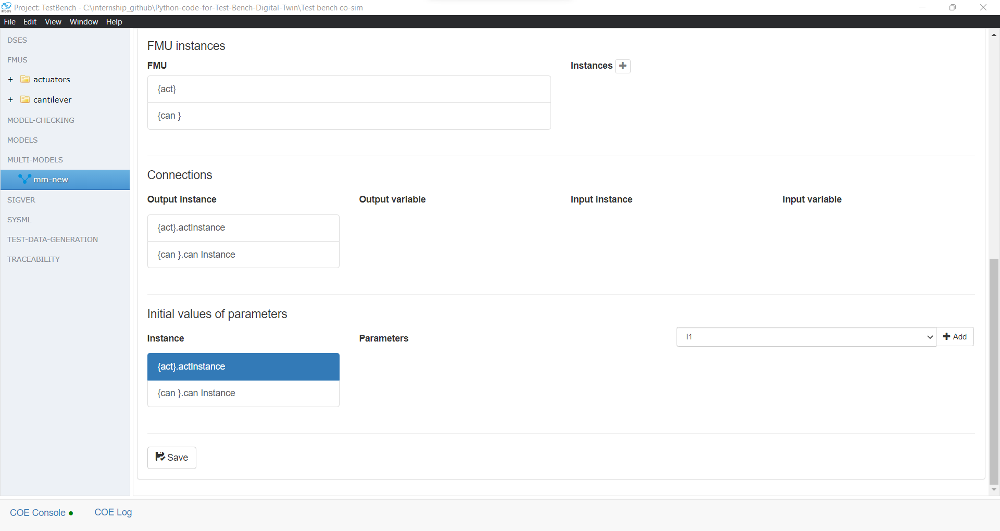 Project: TestBench - C:\internship_github\Python-code-for-Test-Bench-Digital-Twin\Test bench co-sim
File Edit View Window Help
DSES
FMUS
+ actuators
+ cantilever
MODEL-CHECKING
MODELS
MULTI-MODELS
mm-new
SIGVER
SYSML
TEST-DATA-GENERATION
TRACEABILITY
FMU instances
FMU Instances
{act}
{can }
Connections
Output instance Output variable Input instance Input variable
{act}.actInstance
{can }.can Instance
Initial values of parameters
Instance Parameters l1 Add
{act}.actInstance
{can }.can Instance
Save
COE Console COE Log